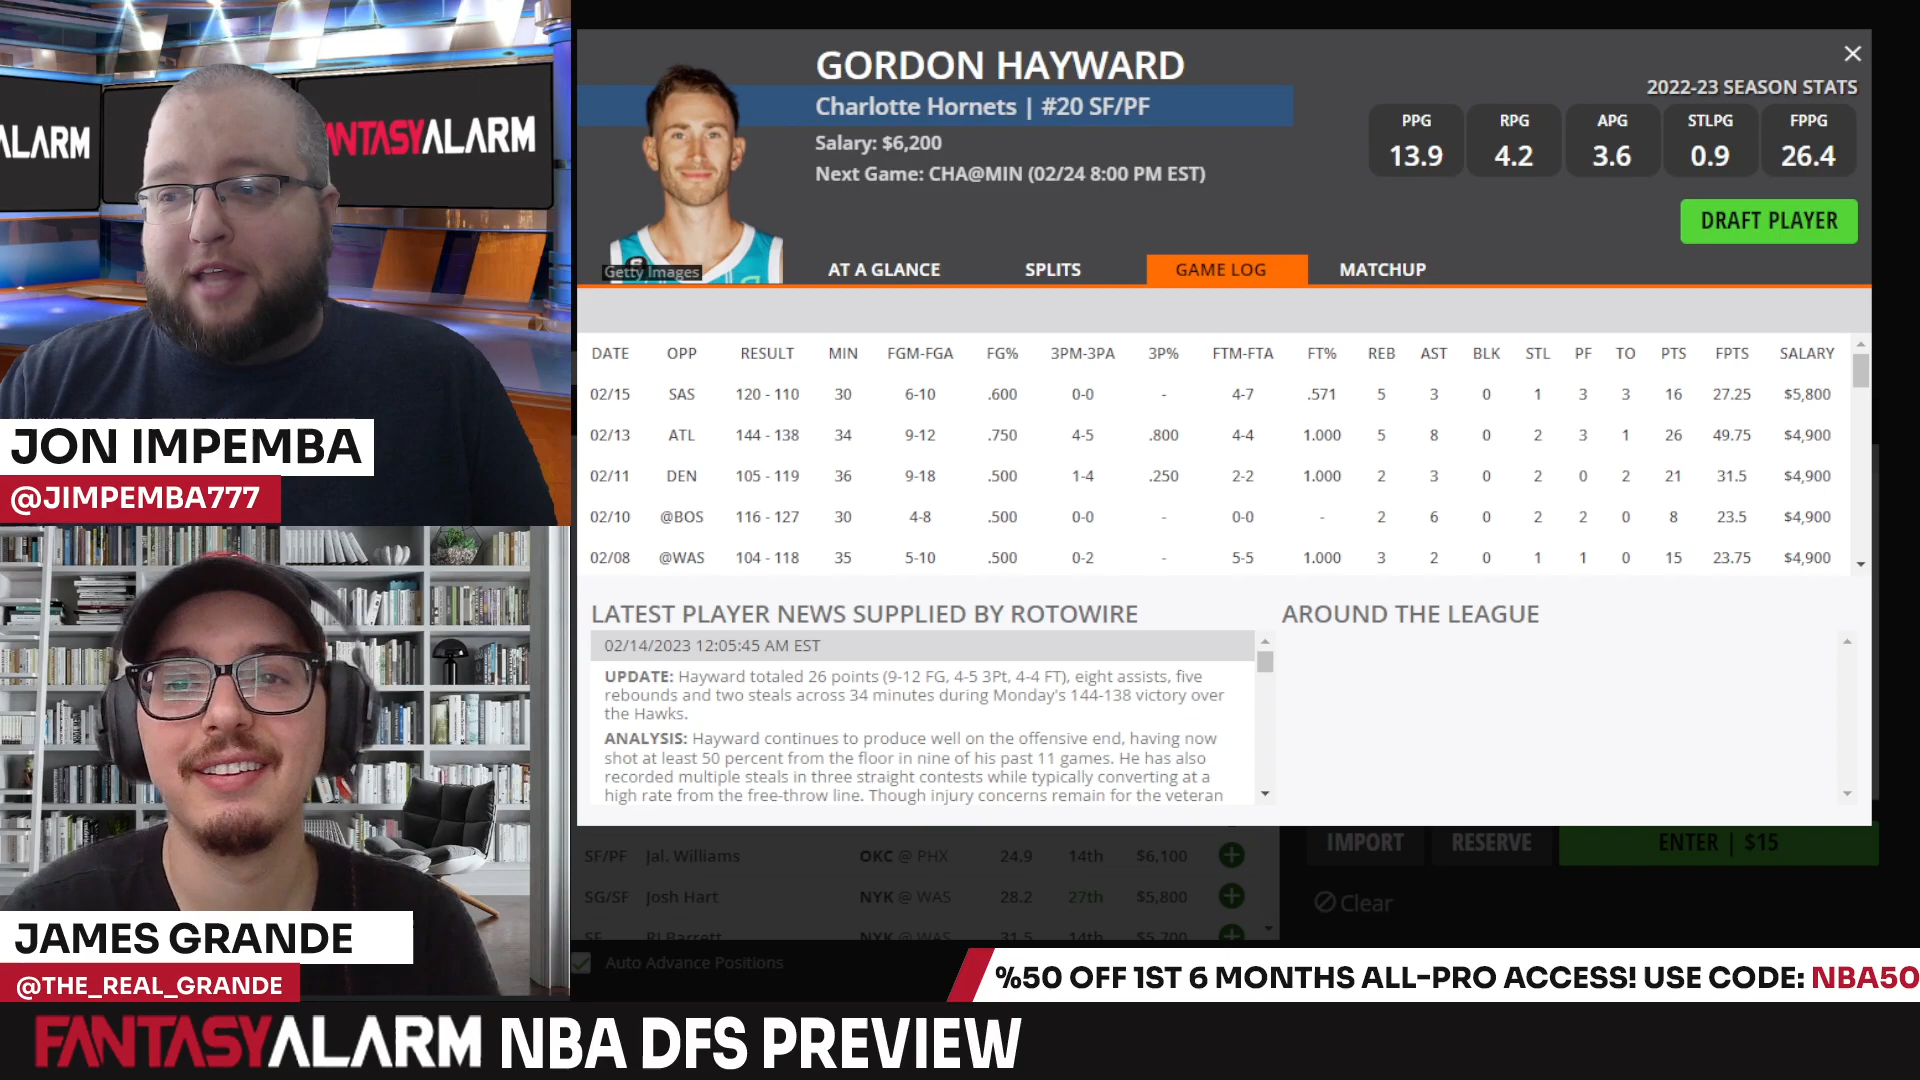 ALARM
FANTASYALARM
JON IMPEMBA
@JIMPEMBA777
JAMES GRANDE
@THE_REAL_GRANDE
GORDON HAYWARD
Charlotte Hornets | #20 SF/PF
Salary: $6,200
Next Game: CHA@MIN (02/24 8:00 PM EST)
Getty Images
2022-23 SEASON STATS
PPG RPG APG STLPG FPPG
13.9 4.2 3.6 0.9 26.4
DRAFT PLAYER
AT A GLANCE SPLITS GAME LOG MATCHUP
DATE OPP RESULT MIN FGM-FGA FG% 3PM-3PA 3P% FTM-FTA FT% REB AST BLK STL PF TO PTS FPTS SALARY
02/15 SAS 120 - 110 30 6-10 .600 0-0 - 4-7 .571 5 3 0 1 3 3 16 27.25 $5,800
02/13 ATL 144 - 138 34 9-12 .750 4-5 .800 4-4 1.000 5 8 0 2 3 1 26 49.75 $4,900
02/11 DEN 105 - 119 36 9-18 .500 1-4 .250 2-2 1.000 2 3 0 2 0 2 21 31.5 $4,900
02/10 @BOS 116 - 127 30 4-8 .500 0-0 - 0-0 - 2 6 0 2 2 0 8 23.5 $4,900
02/08 @WAS 104 - 118 35 5-10 .500 0-2 - 5-5 1.000 3 2 0 1 1 0 15 23.75 $4,900
LATEST PLAYER NEWS SUPPLIED BY ROTOWIRE
02/14/2023 12:05:45 AM EST
UPDATE: Hayward totaled 26 points (9-12 FG, 4-5 3Pt, 4-4 FT), eight assists, five
rebounds and two steals across 34 minutes during Monday's 144-138 victory over
the Hawks.
ANALYSIS: Hayward continues to produce well on the offensive end, having now
shot at least 50 percent from the floor in nine of his past 11 games. He has also
recorded multiple steals in three straight contests while typically converting at a
high rate from the free-throw line. Though injury concerns remain for the veteran
AROUND THE LEAGUE
SF/PF Jal. Williams OKC @ PHX 24.9 14th $6,100
SG/SF Josh Hart NYK @ WAS 28.2 27th $5,800
SF RJ Barrett NYK @ WAS 31.5 14th $5,700
IMPORT RESERVE ENTER | $15
Clear
Auto Advance Positions
%50 OFF 1ST 6 MONTHS ALL-PRO ACCESS! USE CODE: NBA50
FANTASYALARM NBA DFS PREVIEW